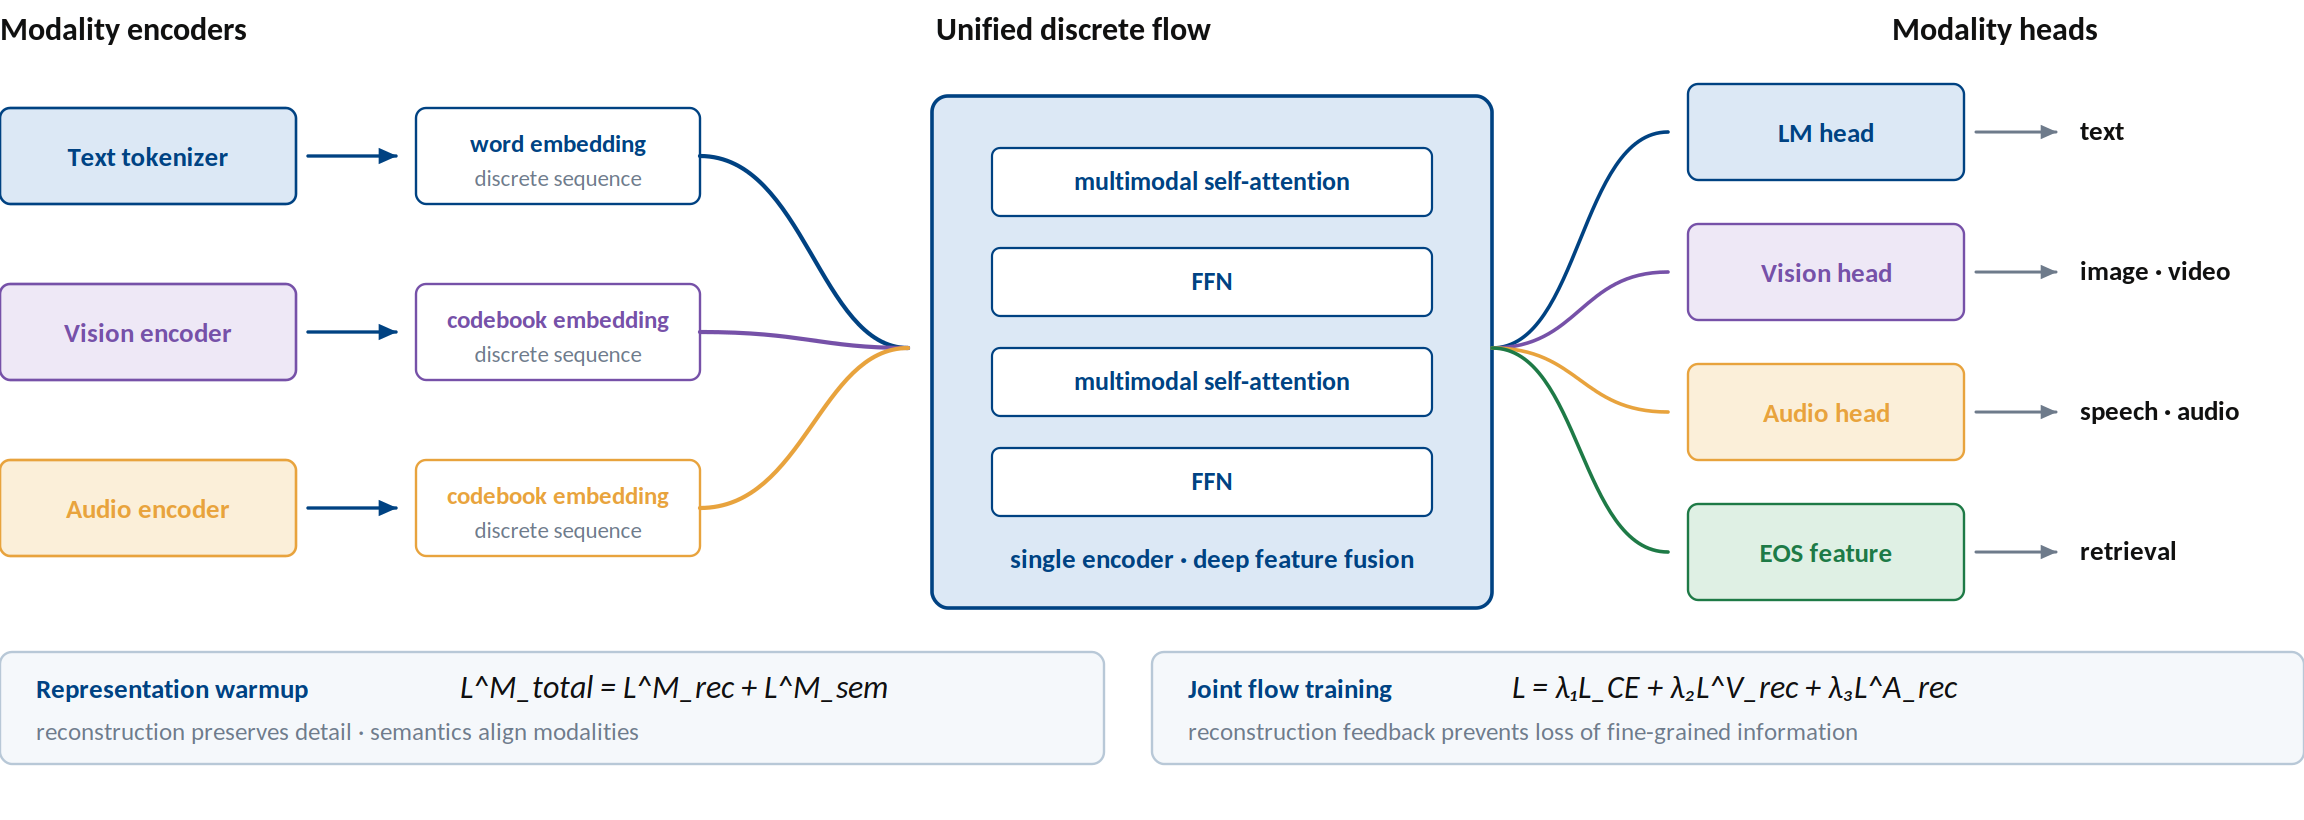 Modality encoders
Unified discrete flow
Modality heads
Text tokenizer
word embedding
discrete sequence
Vision encoder
codebook embedding
discrete sequence
Audio encoder
codebook embedding
discrete sequence
multimodal self-attention
FFN
multimodal self-attention
FFN
single encoder · deep feature fusion
LM head
text
Vision head
image · video
Audio head
speech · audio
EOS feature
retrieval
Representation warmup
L^M_total = L^M_rec + L^M_sem
reconstruction preserves detail · semantics align modalities
Joint flow training
L = λ₁L_CE + λ₂L^V_rec + λ₃L^A_rec
reconstruction feedback prevents loss of fine-grained information